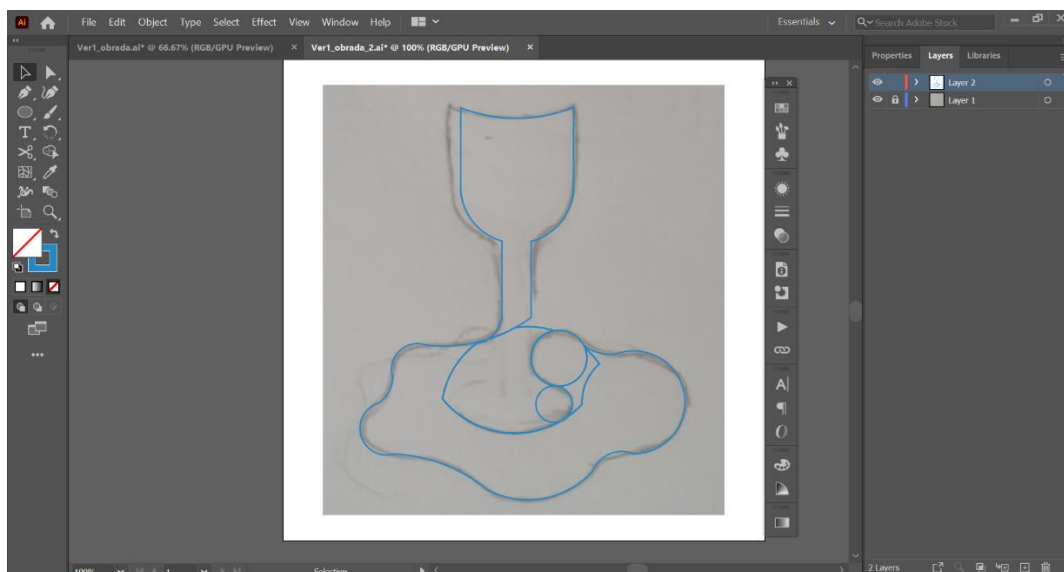 Ai File Edit Object Type Select Effect View Window Help Essentials Search Adobe Stock
Ver1_obrada.ai* @ 66.67% (RGB/GPU Preview) × Ver1_obrada_2.ai* @ 100% (RGB/GPU Preview) ×
Properties Layers Libraries
Layer 2
Layer 1
100% 1 Selection
2 Layers